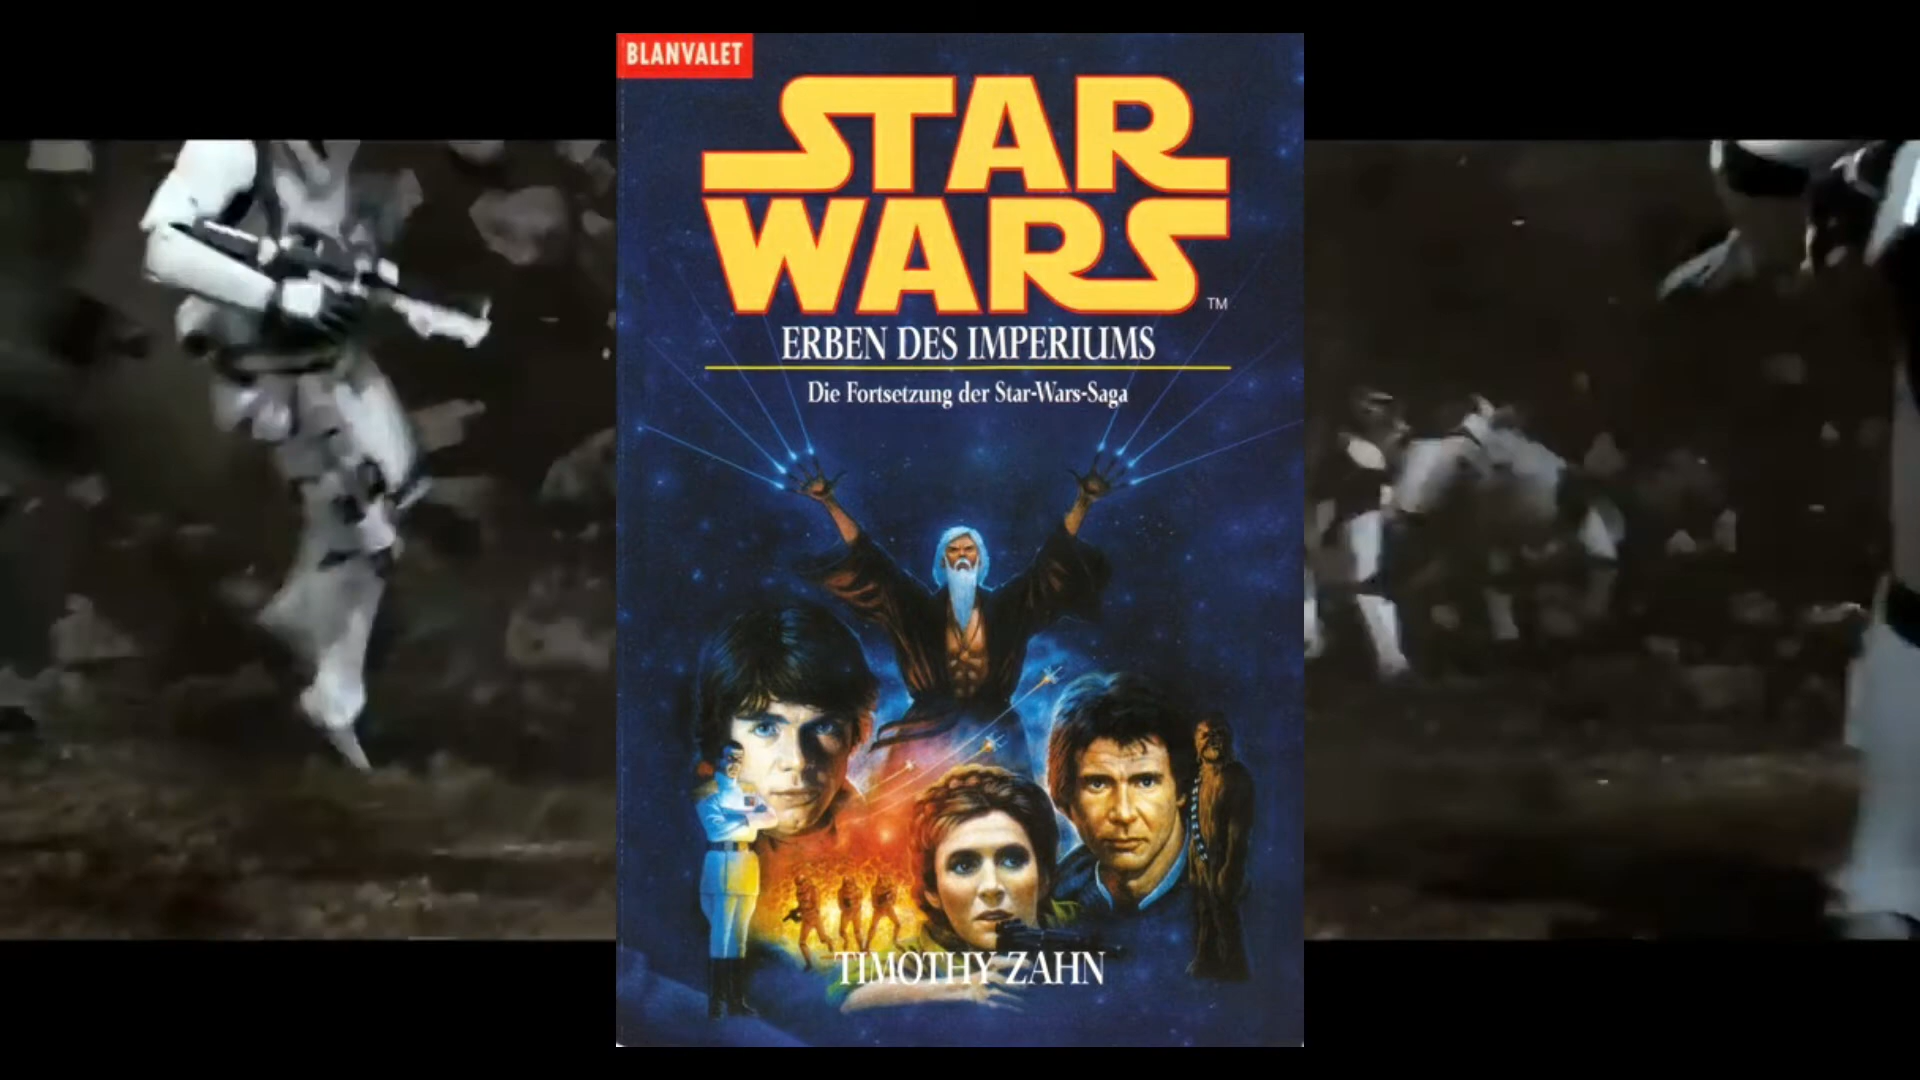 BLANVALET
STAR
WARS
TM
ERBEN DES IMPERIUMS
Die Fortsetzung der Star-Wars-Saga
TIMOTHY ZAHN